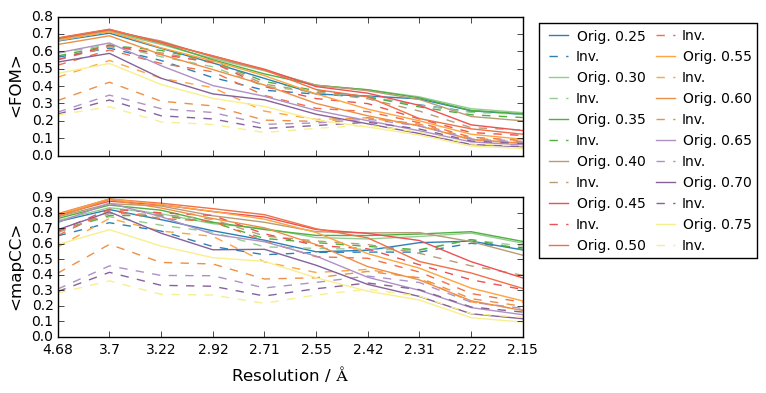 0.8
0.7
0.6
0.5
0.4
0.3
0.2
0.1
0.0
<FOM>
0.9
0.8
0.7
0.6
0.5
0.4
0.3
0.2
0.1
0.0
<mapCC>
4.68 3.7 3.22 2.92 2.71 2.55 2.42 2.31 2.22 2.15
Resolution / Å
Orig. 0.25
Inv.
Orig. 0.30
Inv.
Orig. 0.35
Inv.
Orig. 0.40
Inv.
Orig. 0.45
Inv.
Orig. 0.50
Inv.
Orig. 0.55
Inv.
Orig. 0.60
Inv.
Orig. 0.65
Inv.
Orig. 0.70
Inv.
Orig. 0.75
Inv.